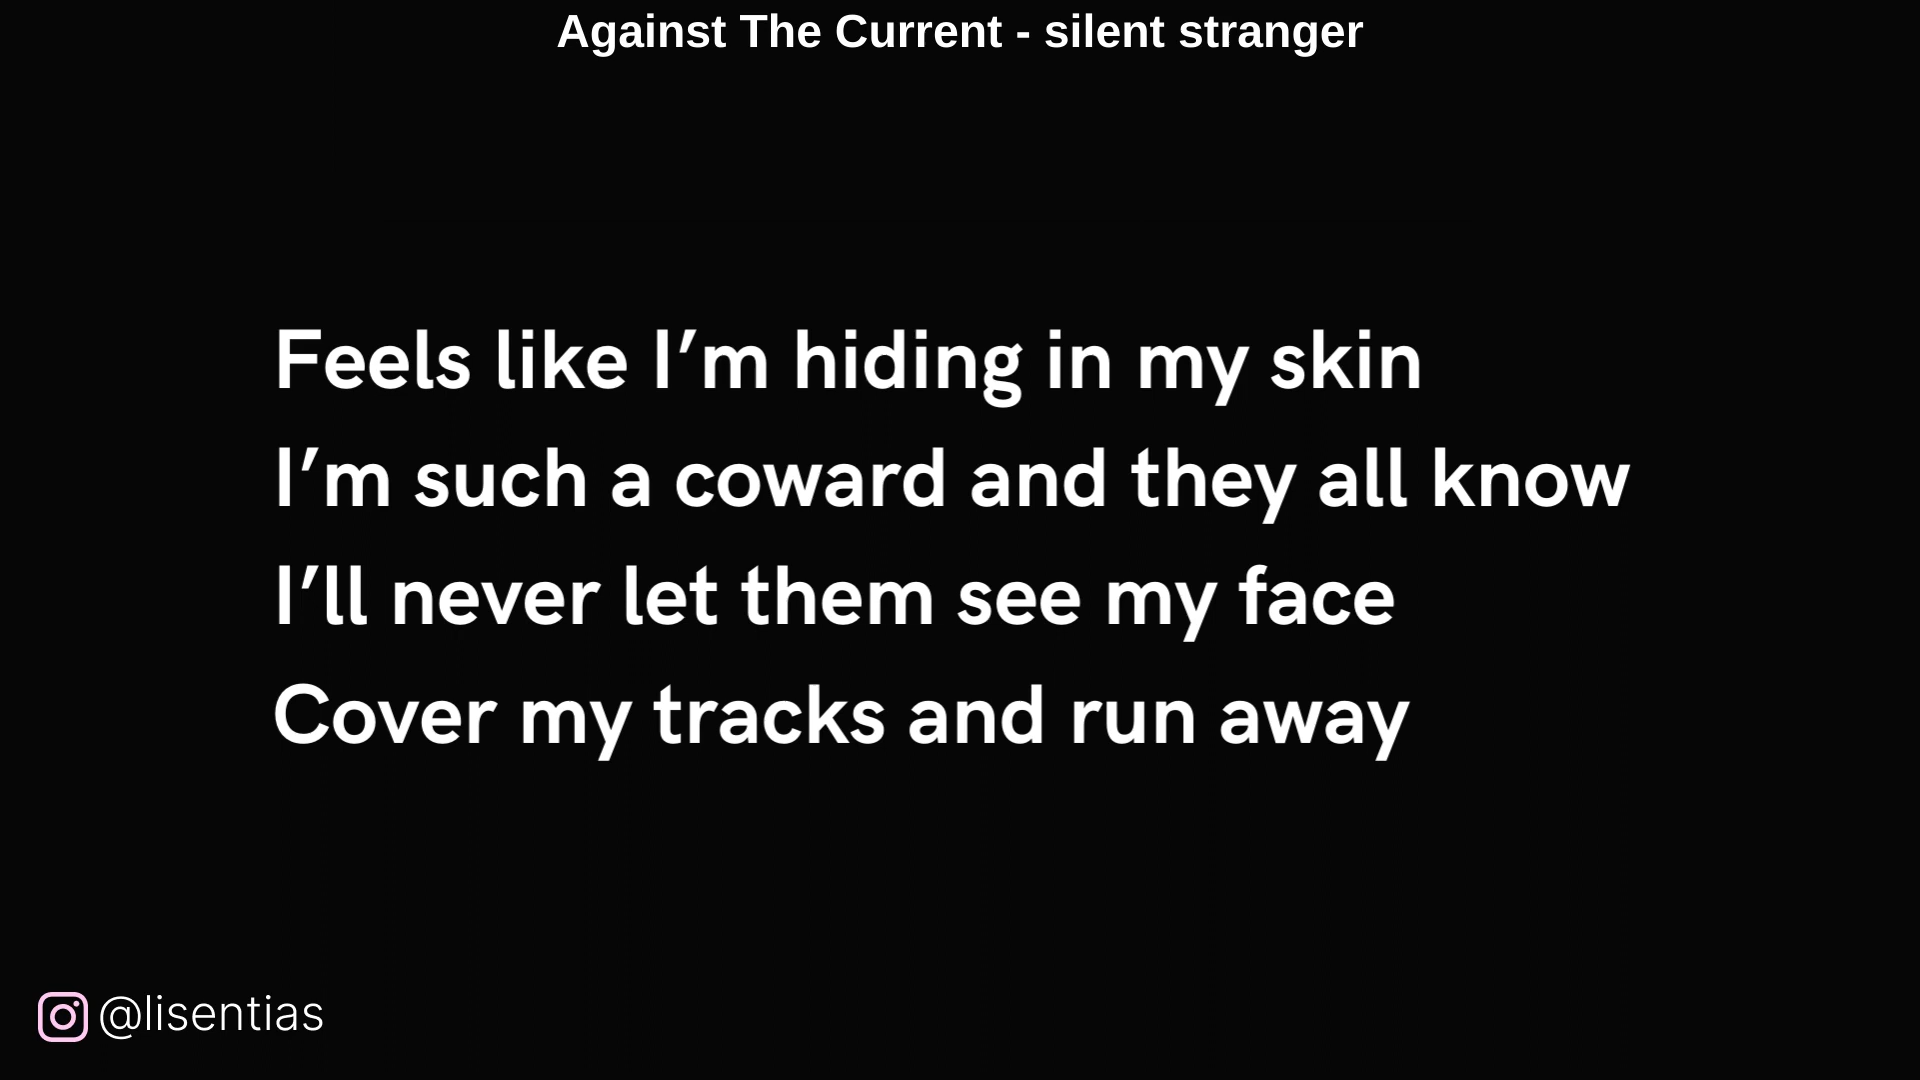 Against The Current - silent stranger
Feels like I’m hiding in my skin
I’m such a coward and they all know
I’ll never let them see my face
Cover my tracks and run away
@lisentias